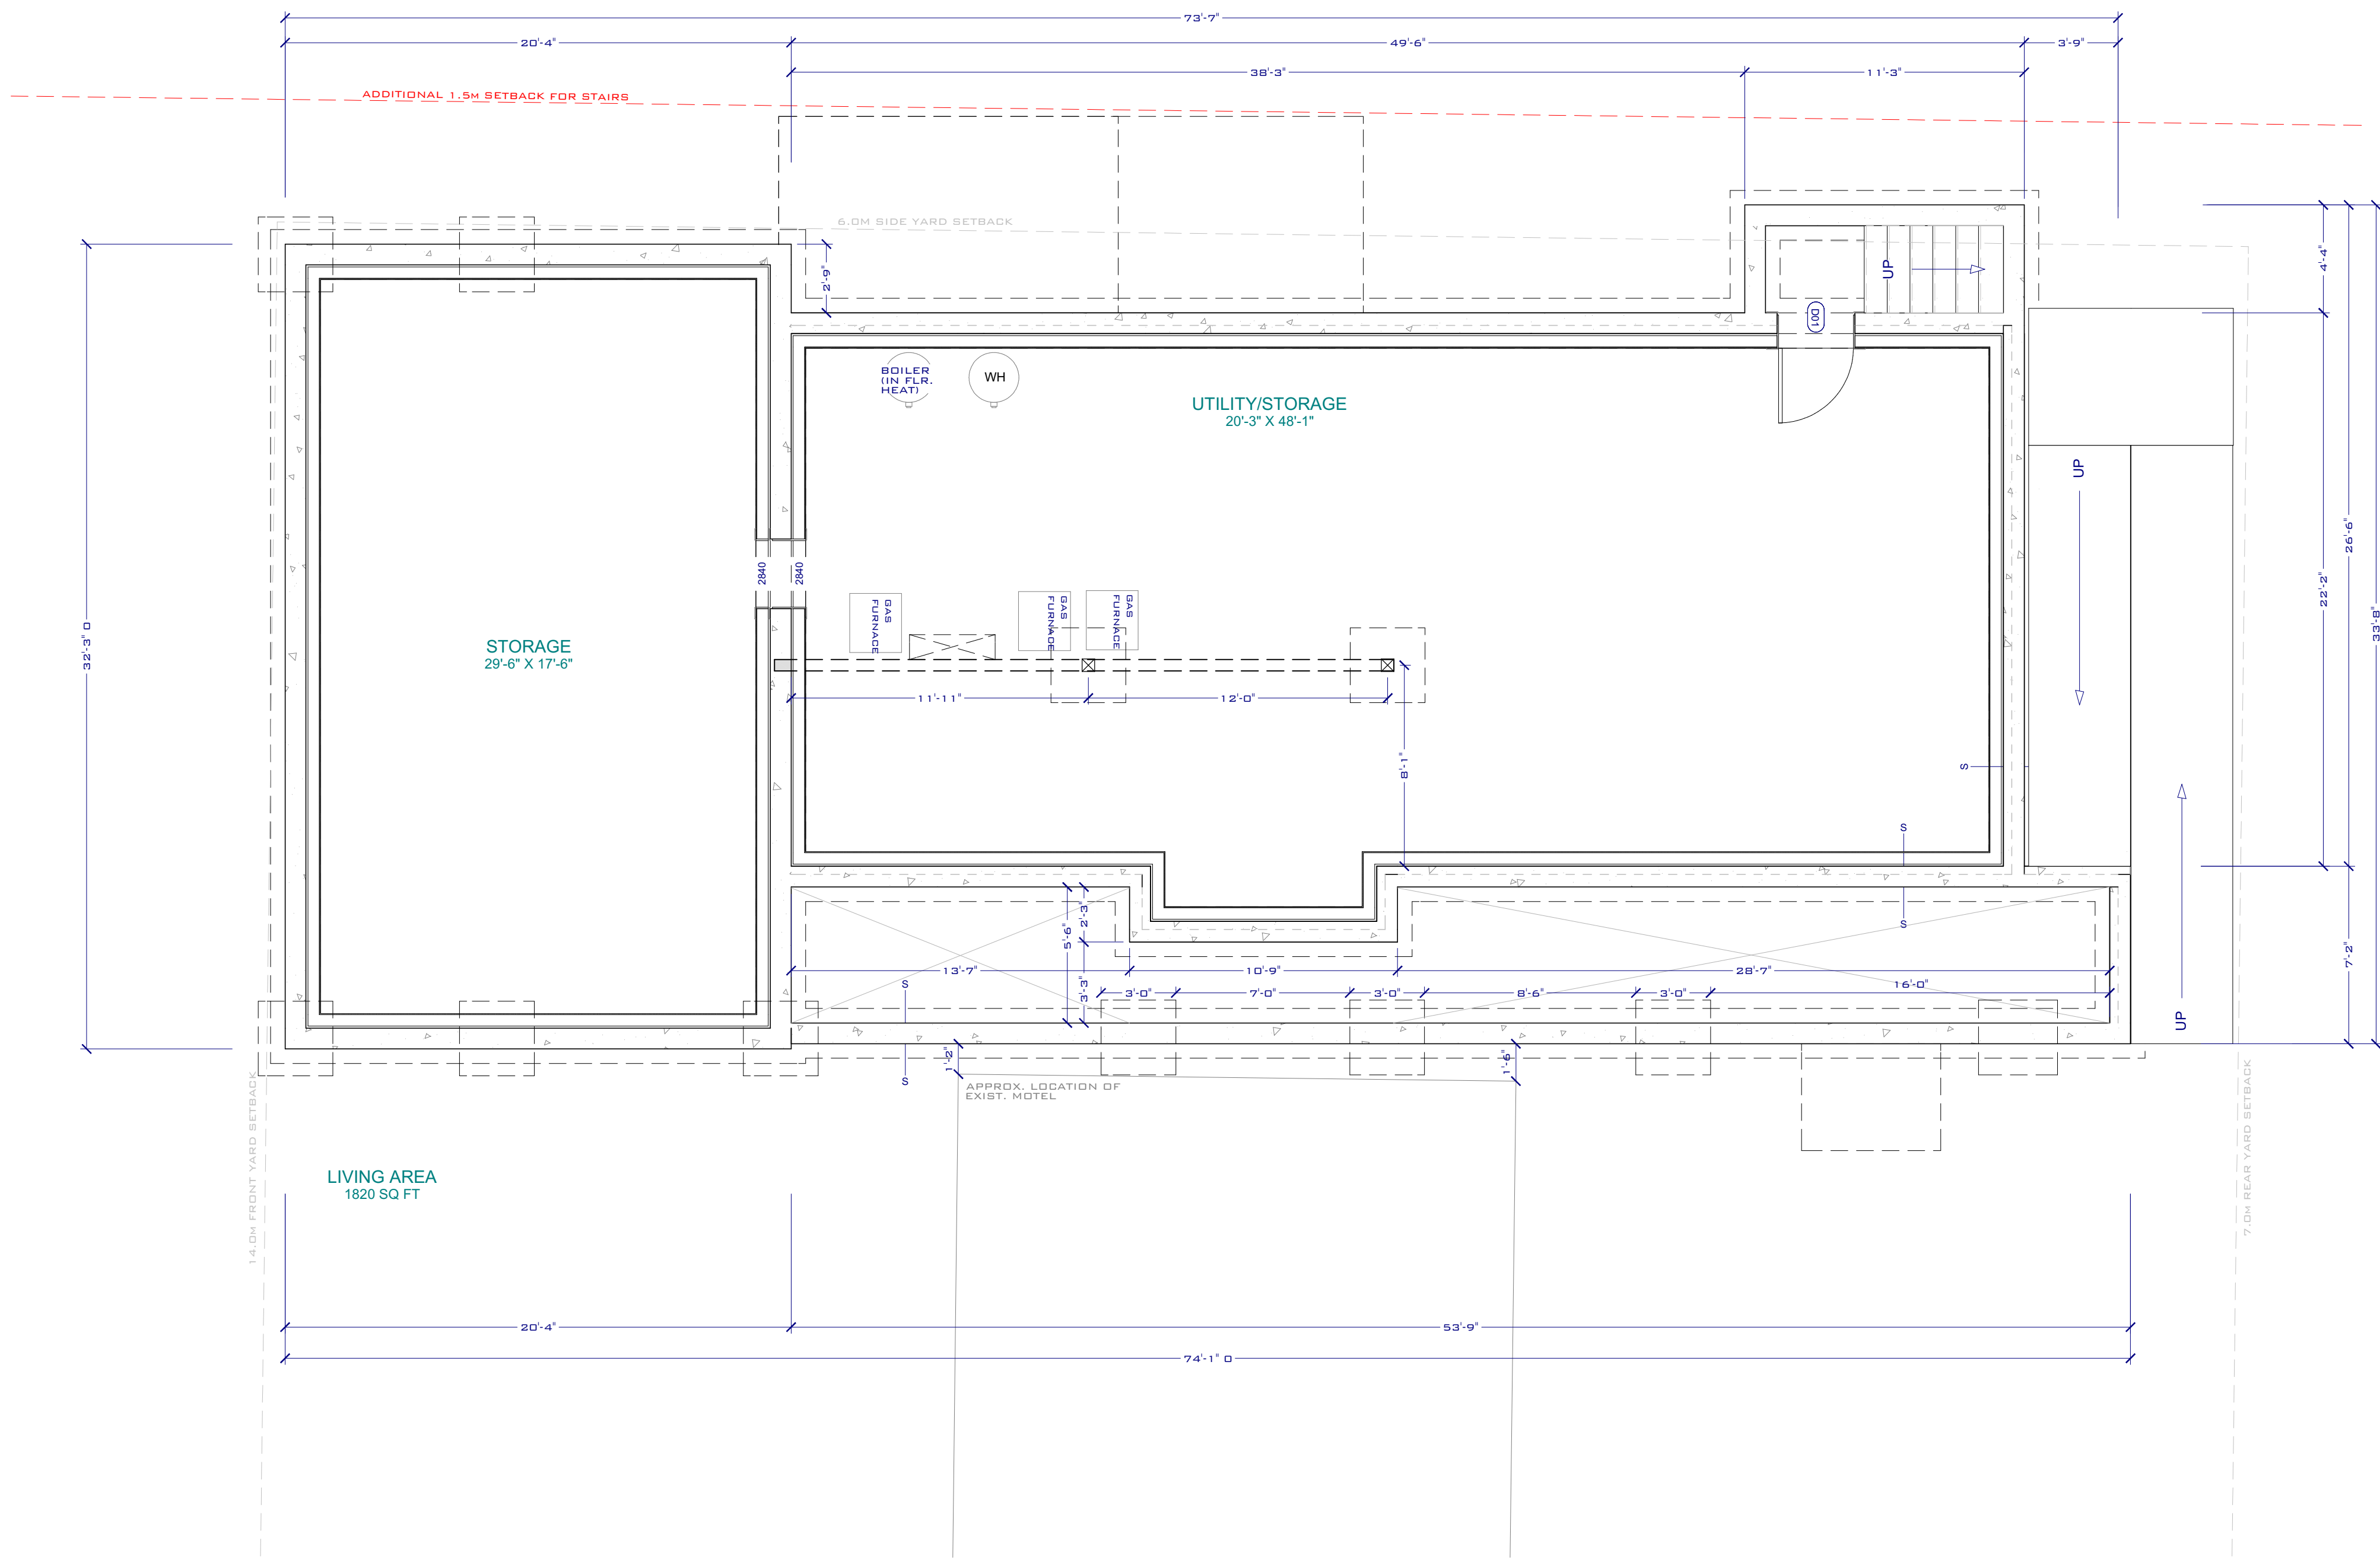 73'-7"
20'-4"
49'-6"
3'-9"
38'-3"
11'-3"
ADDITIONAL 1.5M SETBACK FOR STAIRS
6.0M SIDE YARD SETBACK
2'-9"
UP
D01
4'-4"
BOILER
(IN FLR.
HEAT)
WH
UTILITY/STORAGE
20'-3" X 48'-1"
UP
26'-6"
22'-2"
33'-8"
2840
2840
GAS
FURNACE
GAS
FURNACE
GAS
FURNACE
32'-3" O
STORAGE
29'-6" X 17'-6"
11'-11"
12'-0"
8'-1"
S
S
S
5'-6"
2'-3"
3'-3"
7'-2"
13'-7"
10'-9"
28'-7"
S
3'-0"
7'-0"
3'-0"
8'-6"
3'-0"
16'-0"
UP
1'-2"
1'-6"
S
APPROX. LOCATION OF
EXIST. MOTEL
14.0M FRONT YARD SETBACK
7.0M REAR YARD SETBACK
LIVING AREA
1820 SQ FT
20'-4"
53'-9"
74'-1" O